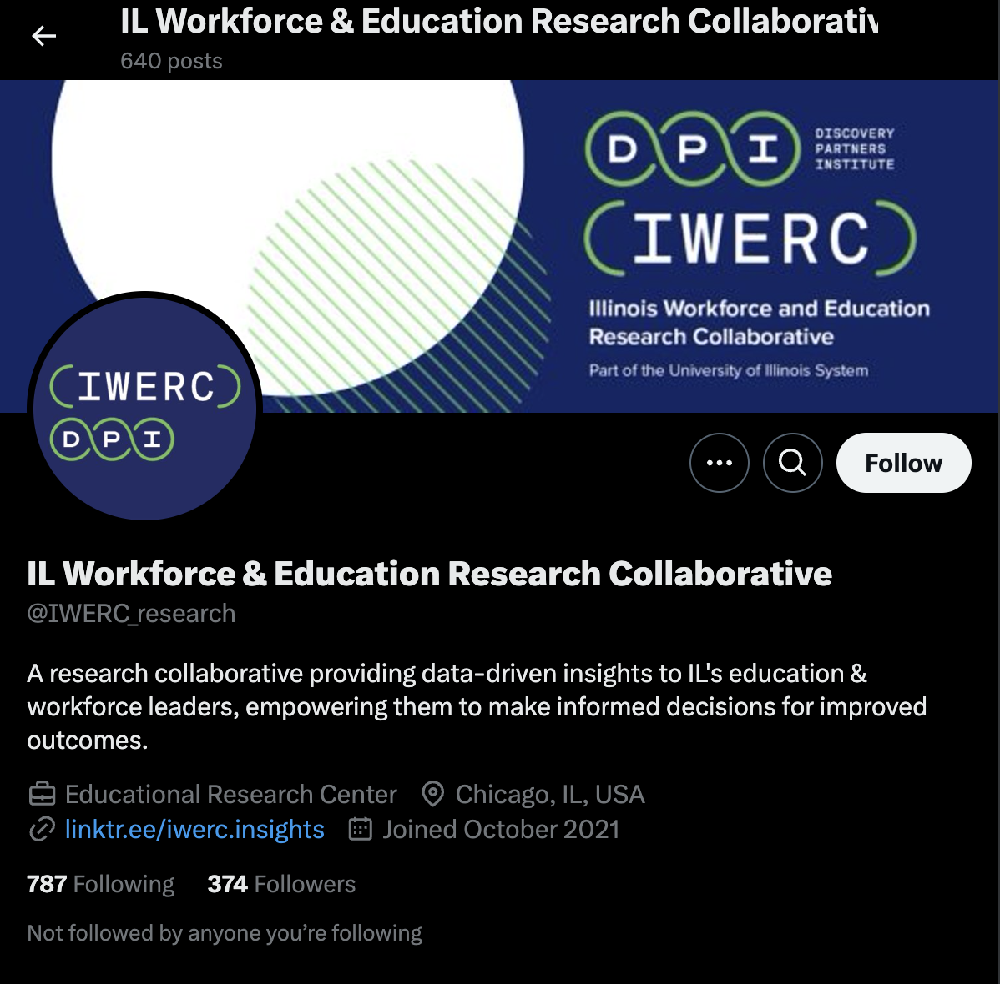 IL Workforce & Education Research Collaborativ
640 posts
DPI
DISCOVERY
PARTNERS
INSTITUTE
(IWERC)
Illinois Workforce and Education
Research Collaborative
Part of the University of Illinois System
(IWERC)
DPI
Follow
IL Workforce & Education Research Collaborative
@IWERC_research
A research collaborative providing data-driven insights to IL's education &
workforce leaders, empowering them to make informed decisions for improved
outcomes.
Educational Research Center Chicago, IL, USA
linktr.ee/iwerc.insights Joined October 2021
787 Following 374 Followers
Not followed by anyone you’re following